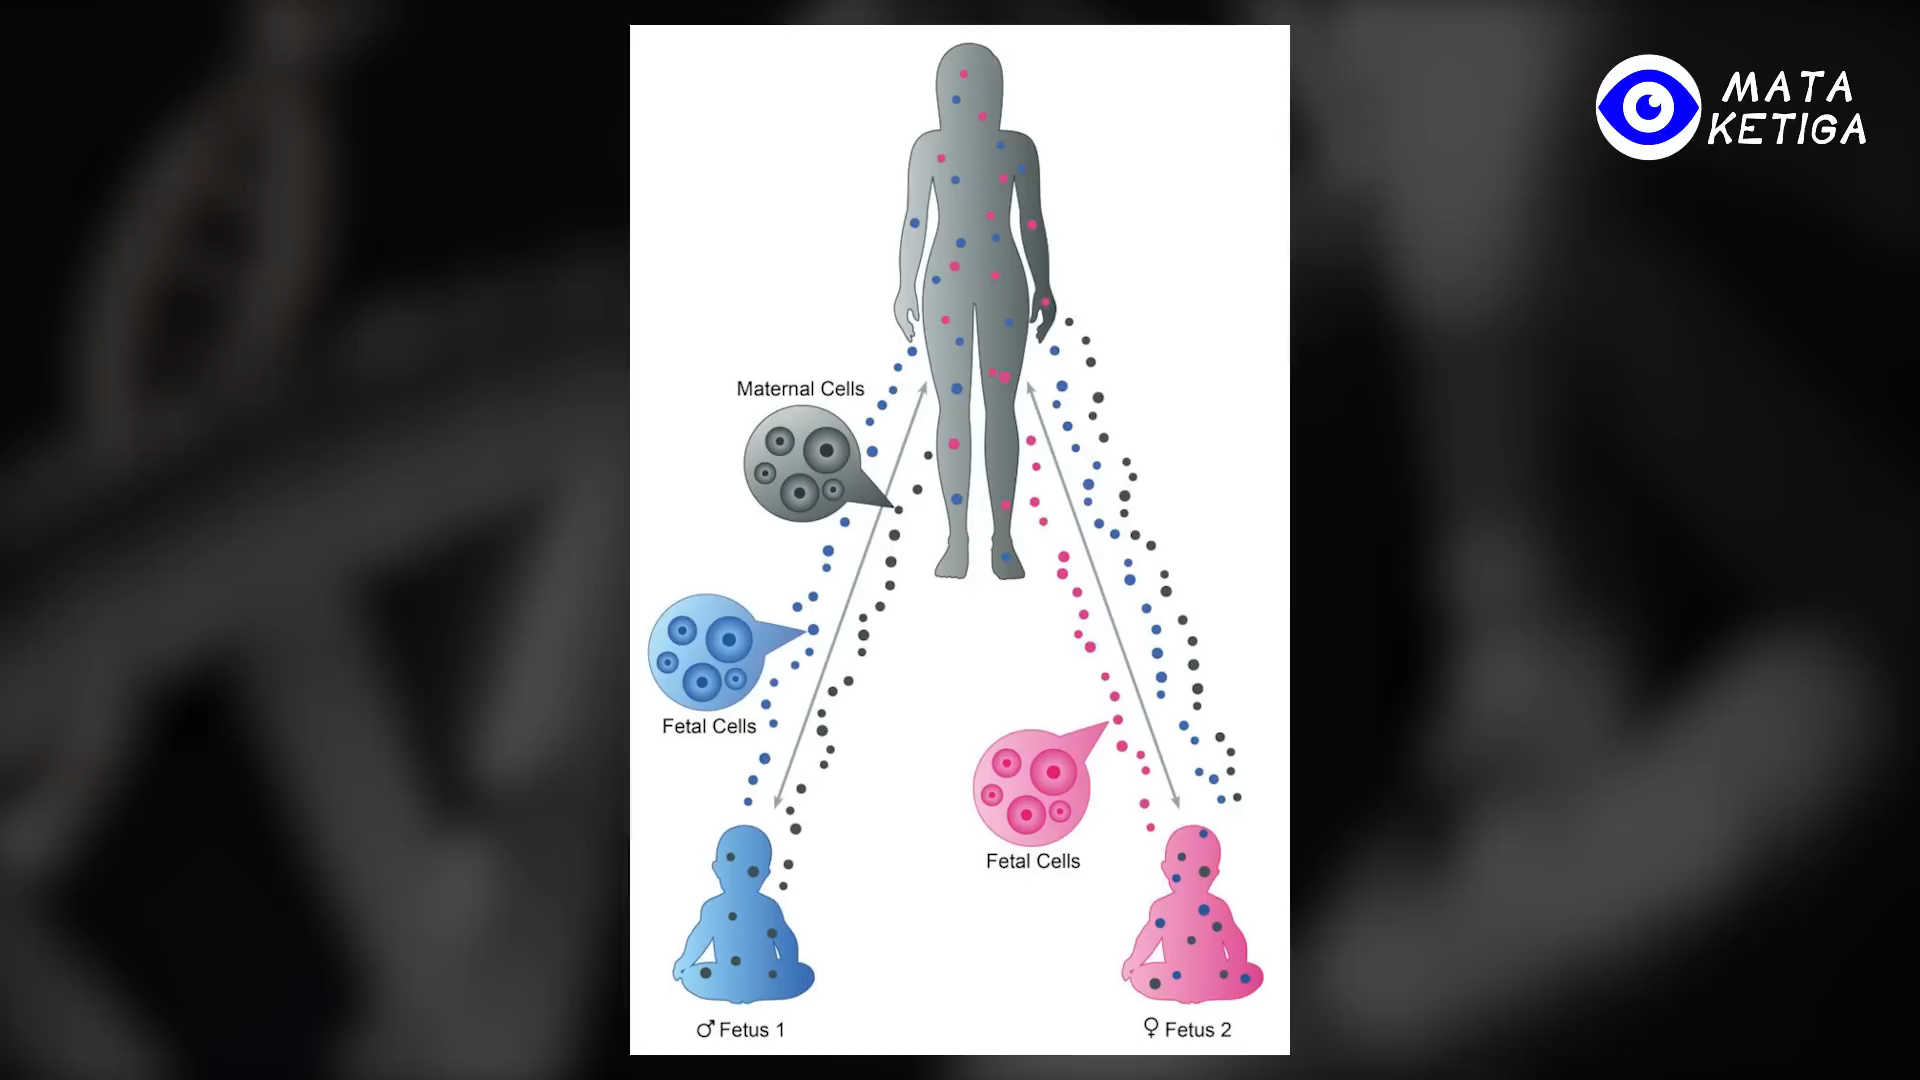 MATA
KETIGA
Maternal Cells
Fetal Cells
Fetal Cells
♂ Fetus 1
♀ Fetus 2